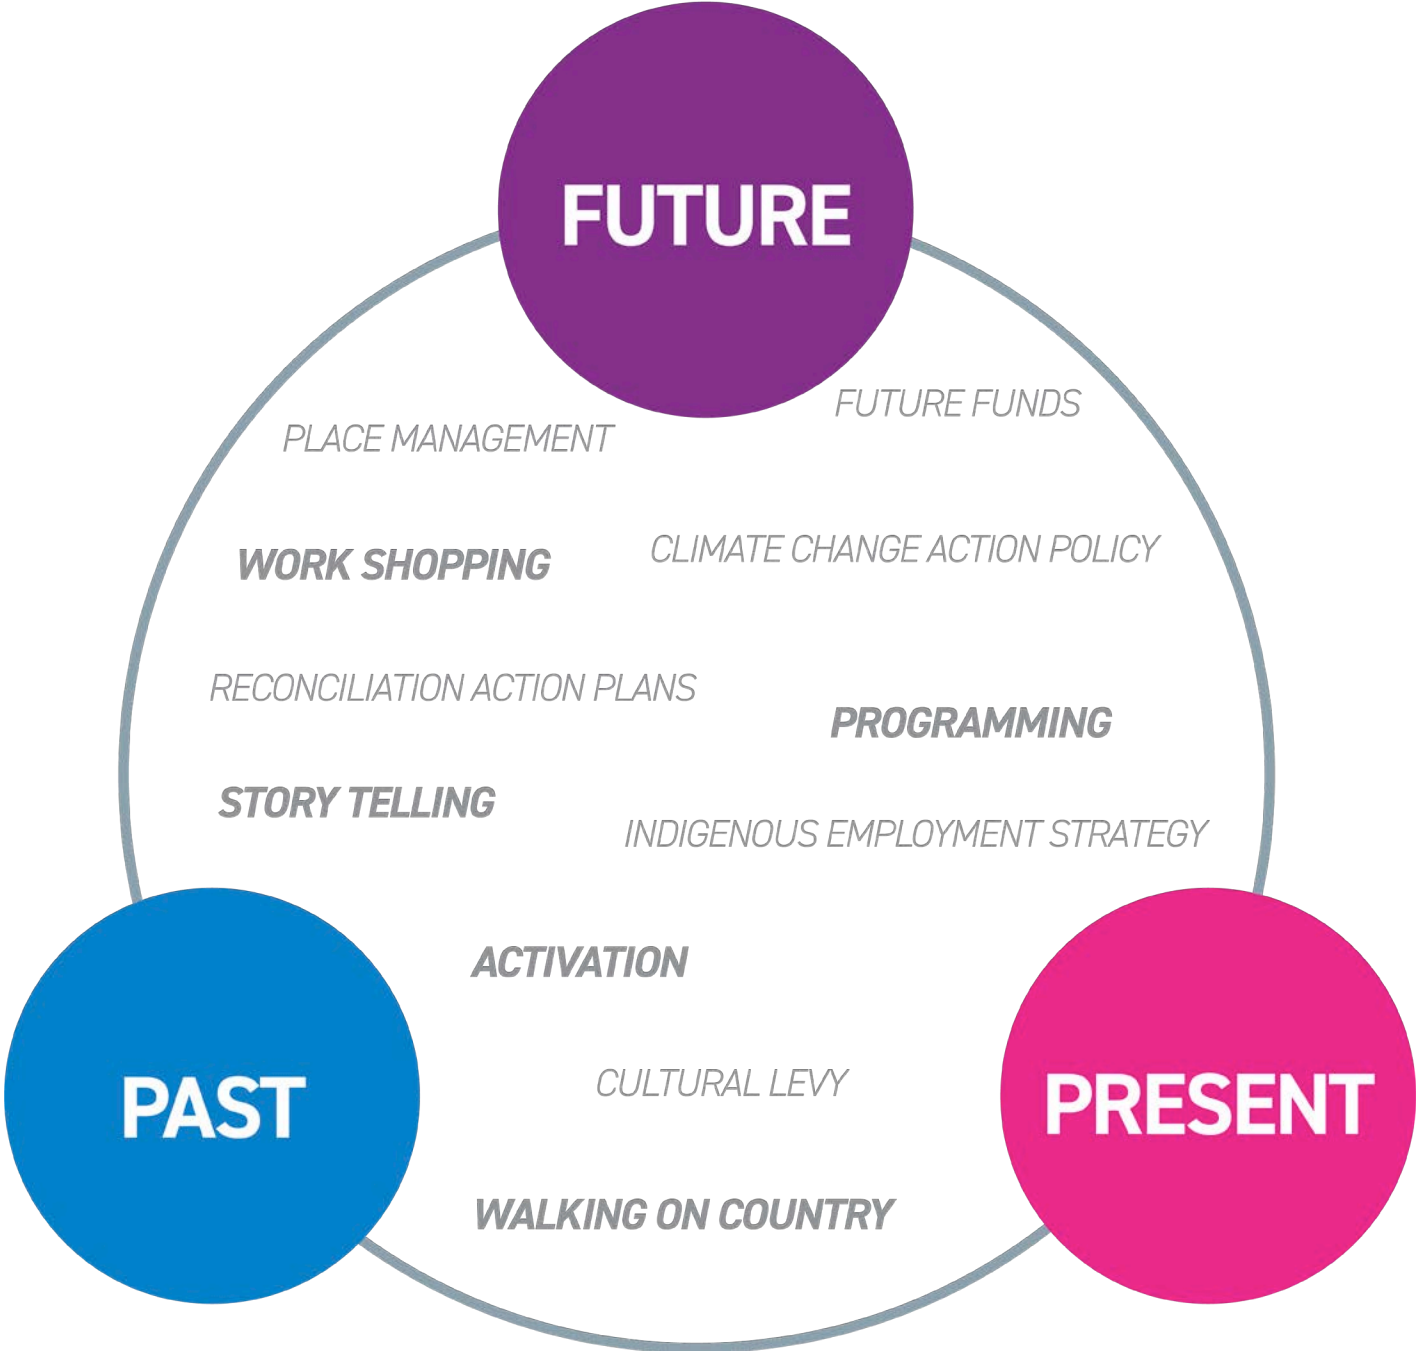 FUTURE
FUTURE FUNDS
PLACE MANAGEMENT
CLIMATE CHANGE ACTION POLICY
WORK SHOPPING
RECONCILIATION ACTION PLANS
PROGRAMMING
STORY TELLING
INDIGENOUS EMPLOYMENT STRATEGY
ACTIVATION
CULTURAL LEVY
PAST
PRESENT
WALKING ON COUNTRY